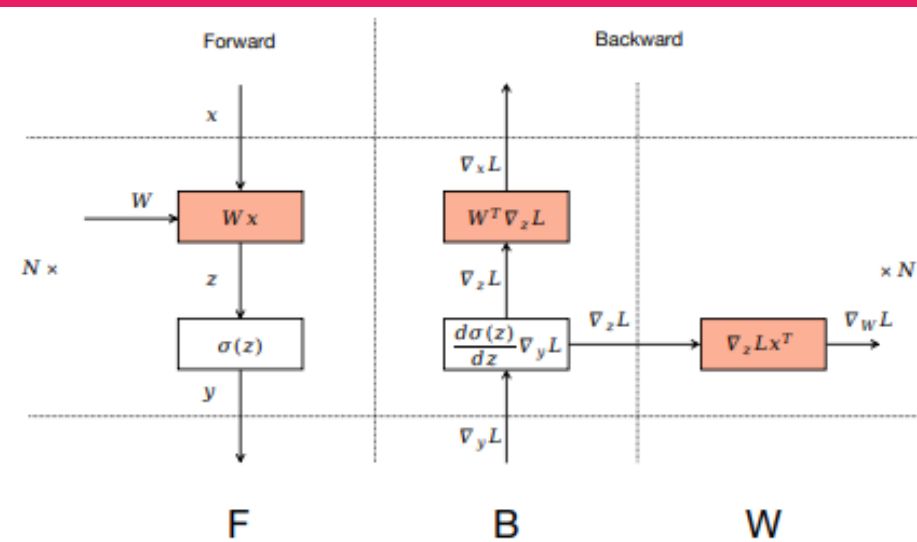 Forward
Backward
x
∇ₓL
W
Wx
Wᵀ∇_zL
N ×
z
∇_zL
× N
∇_zL
∇_WL
σ(z)
dσ(z)/dz ∇_yL
∇_zLxᵀ
y
∇_yL
F
B
W